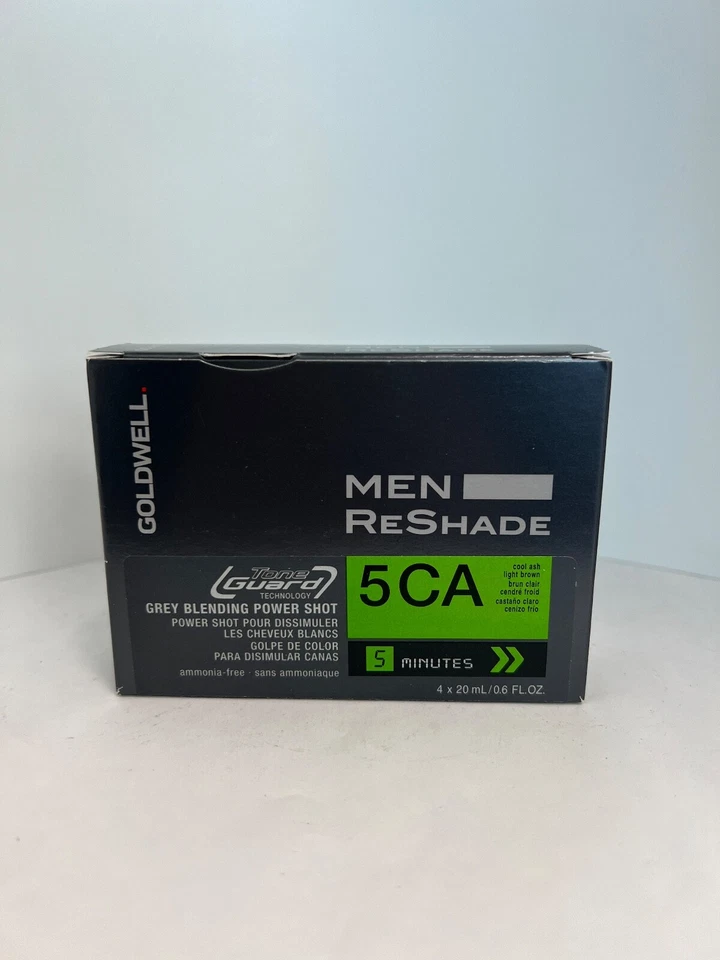 GOLDWELL.
MEN
RESHADE
Tone
Guard
TECHNOLOGY
GREY BLENDING POWER SHOT
POWER SHOT POUR DISSIMULER
LES CHEVEUX BLANCS
GOLPE DE COLOR
PARA DISIMULAR CANAS
ammonia-free · sans ammoniaque
5CA
cool ash
light brown
brun clair
cendré froid
castaño claro
cenizo frío
5 MINUTES
4 x 20 mL/0.6 FL.OZ.